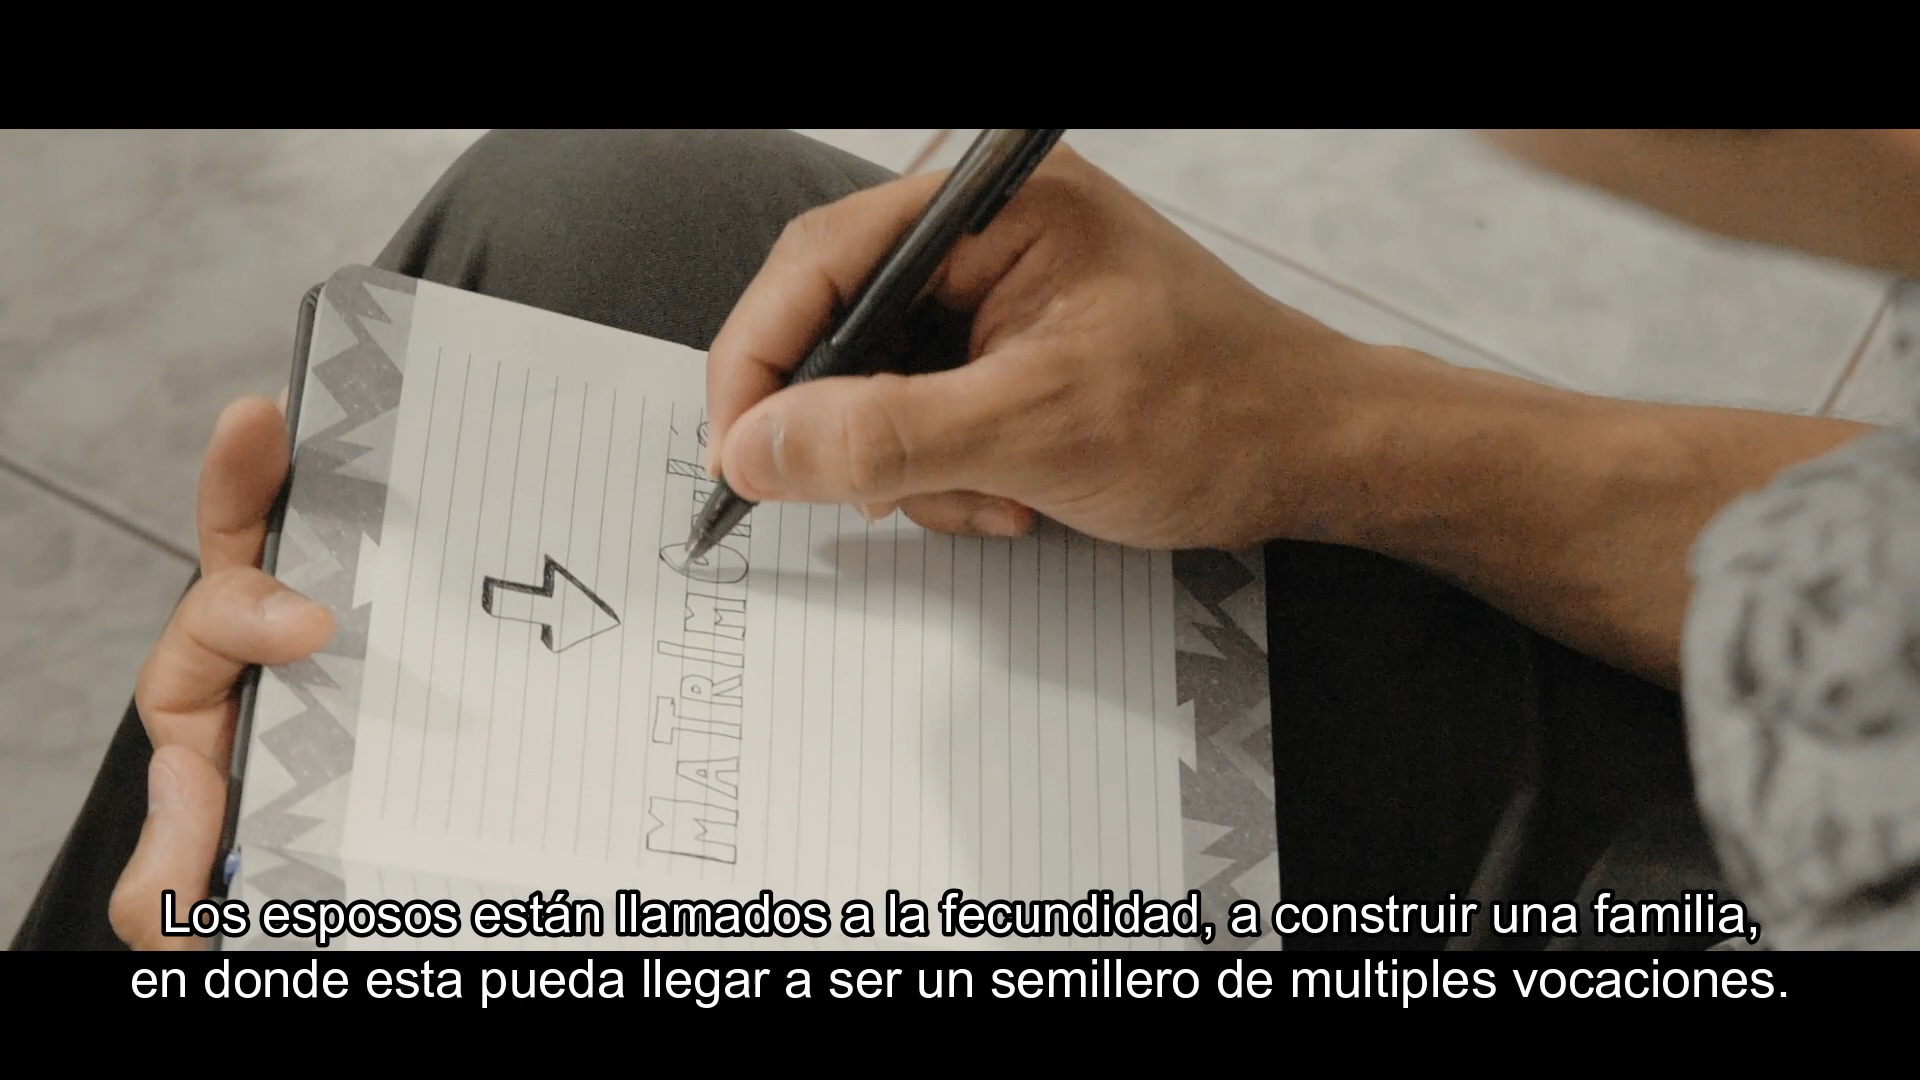 MATRIMO
Los esposos están llamados a la fecundidad, a construir una familia,
en donde esta pueda llegar a ser un semillero de multiples vocaciones.